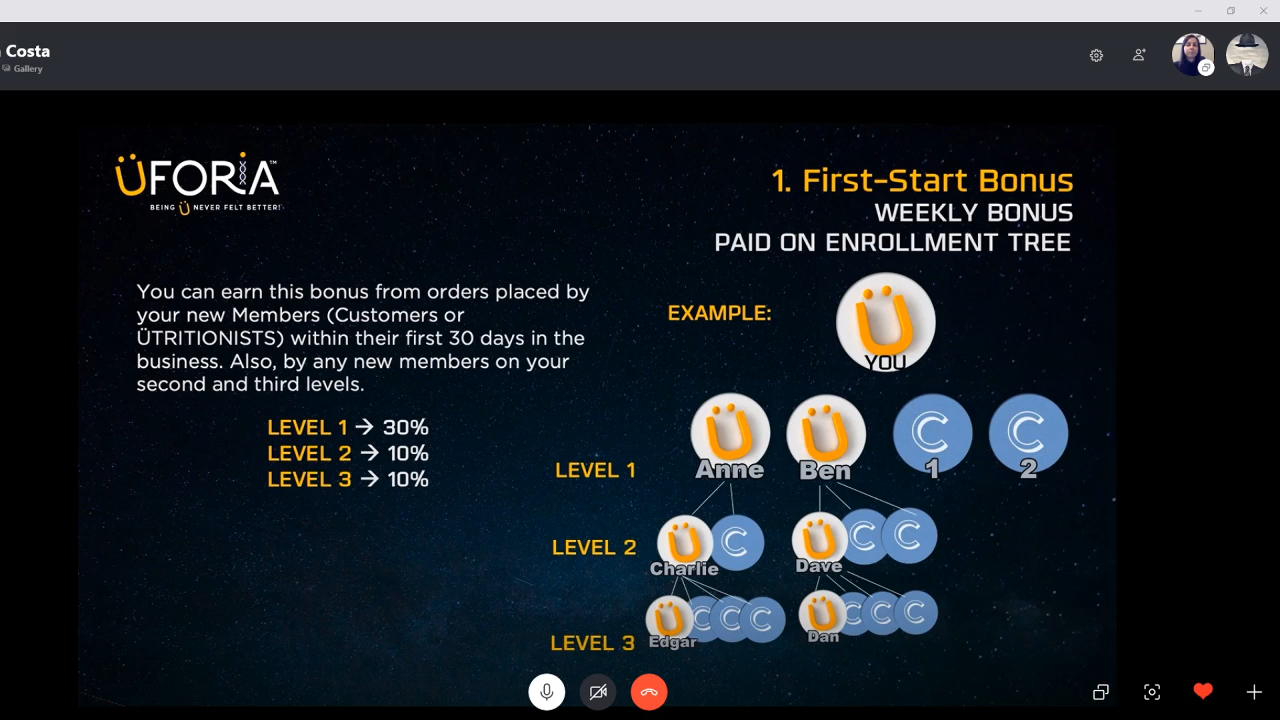 Costa
Gallery
ÜFORIA™
BEING Ü NEVER FELT BETTER!
1. First-Start Bonus
WEEKLY BONUS
PAID ON ENROLLMENT TREE
You can earn this bonus from orders placed by
your new Members (Customers or
ÜTRITIONISTS) within their first 30 days in the
business. Also, by any new members on your
second and third levels.
LEVEL 1 → 30%
LEVEL 2 → 10%
LEVEL 3 → 10%
EXAMPLE:
Ü
YOU
LEVEL 1
Ü Ü C C
Anne Ben 1 2
LEVEL 2
Ü C Ü C C
Charlie Dave
LEVEL 3
Ü C C C Ü C C C
Edgar Dan